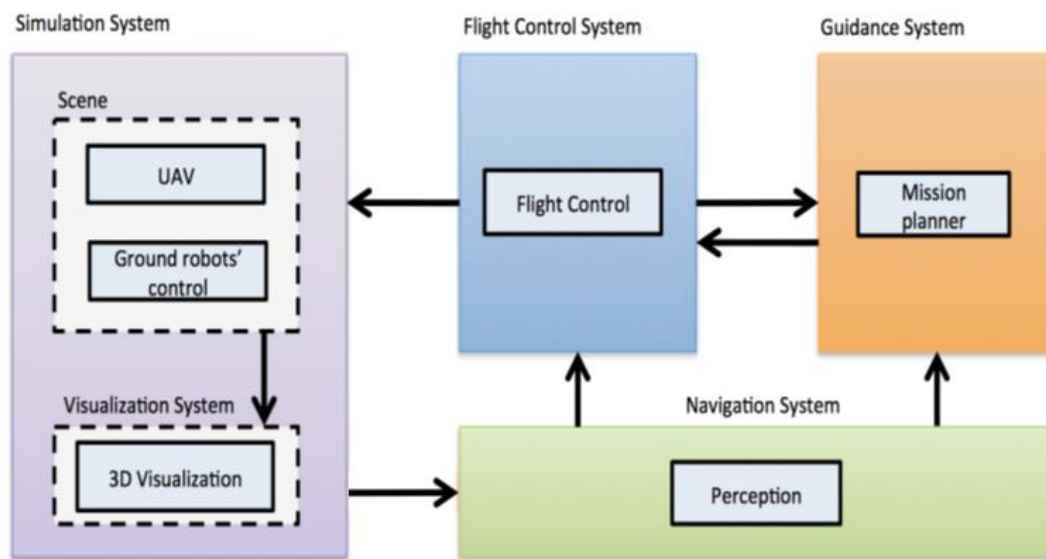 Simulation System
Flight Control System
Guidance System
Scene
UAV
Ground robots’
control
Flight Control
Mission
planner
Visualization System
3D Visualization
Navigation System
Perception